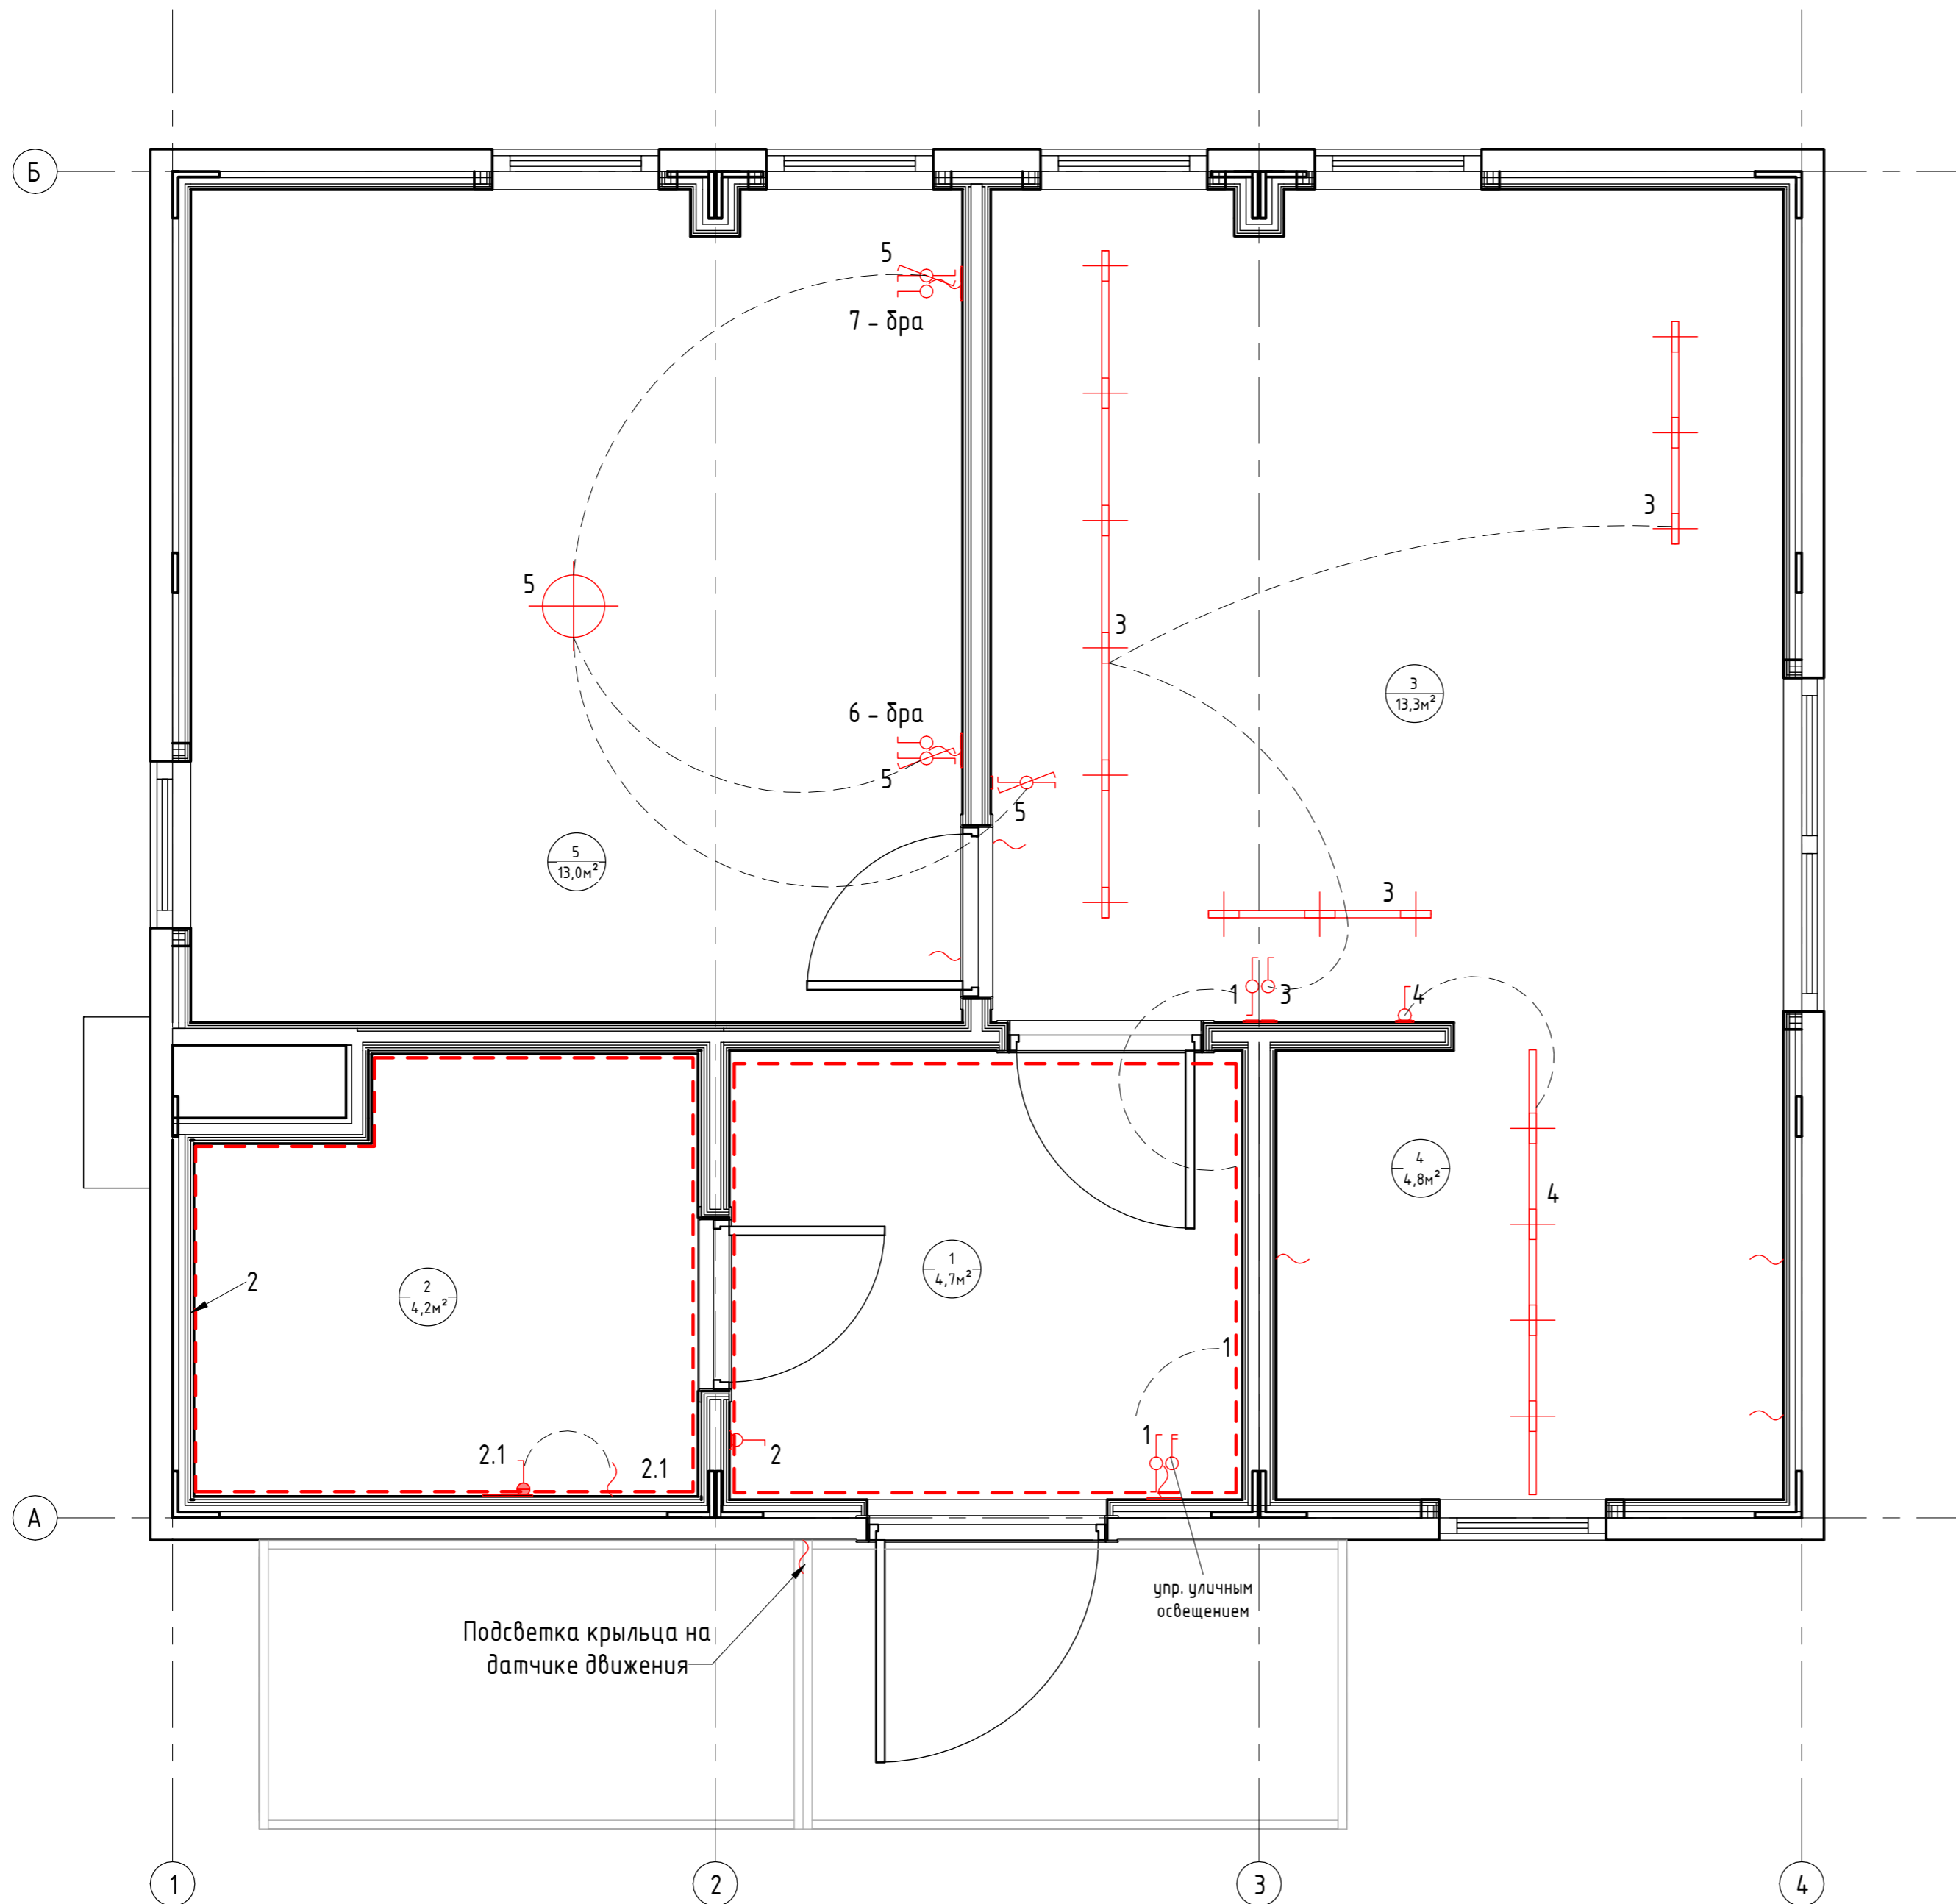 Б
5
7 - бра
3
5
3
3
13,3м²
6 - бра
5
5
5
13,0м²
3
1
3
4
4
4,8м²
4
1
4,7м²
2
4,2м²
2
1
1
2
2.1
2.1
А
упр. уличным
освещением
Подсветка крыльца на
датчике движения
1
2
3
4